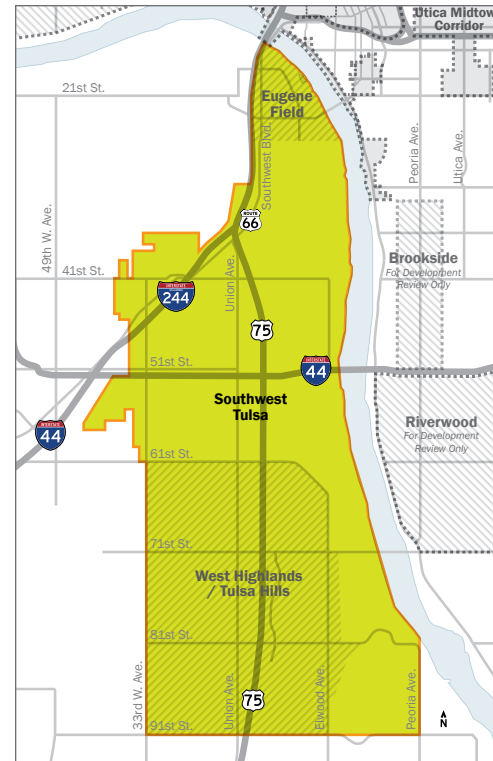 Utica Midtown
Corridor
21st St.
Eugene
Field
Southwest Blvd.
Peoria Ave.
Utica Ave.
49th W. Ave.
ROUTE
66
Brookside
For Development
Review Only
41st St.
Union Ave.
INTERSTATE
244
75
51st St.
INTERSTATE
44
Southwest
Tulsa
INTERSTATE
44
Riverwood
For Development
Review Only
61st St.
71st St.
West Highlands
/ Tulsa Hills
81st St.
33rd W. Ave.
Union Ave.
75
Elwood Ave.
Peoria Ave.
N
91st St.